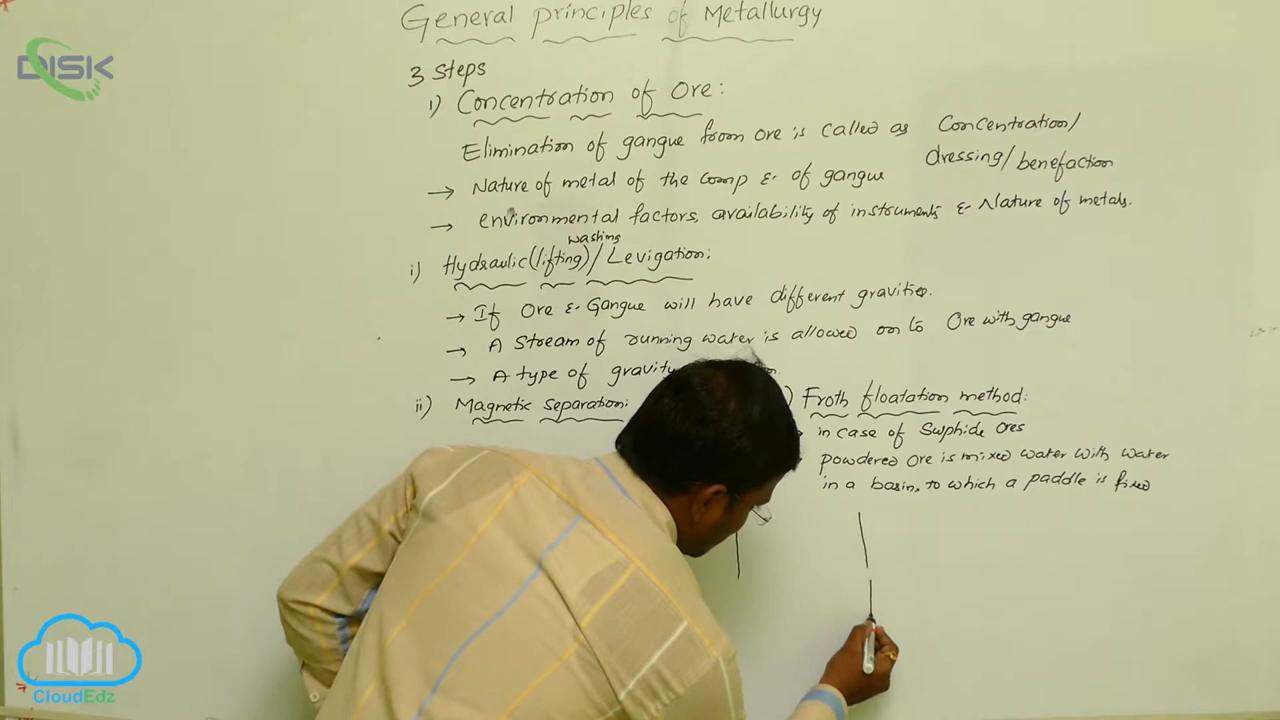 General principles of Metallurgy
DISK
3 Steps
i) Concentration of Ore:
Elimination of gangue from ore is called as Concentration/
dressing/benefaction
→ Nature of metal of the comp & of gangue
→ environmental factors, availability of instruments & Nature of metals.
washing
i) Hydraulic(lifting)/Levigation:
→ If Ore & Gangue will have different gravities.
→ A Stream of running water is allowed on to Ore with gangue
→ A type of gravity
ii) Magnetic Separation:
) Froth floatation method:
in case of Sulphide Ores
powdered ore is mixed water with water
in a basin, to which a paddle is fixed
CloudEdz